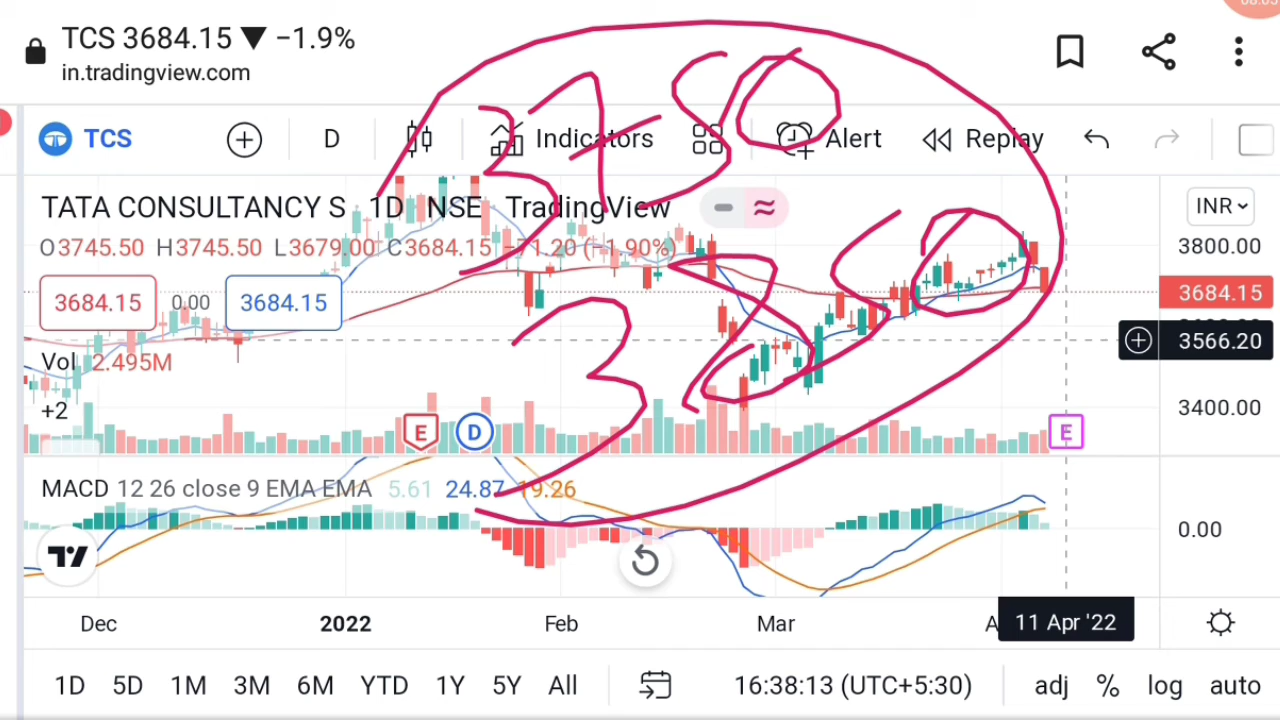 TCS 3684.15 ▼ −1.9%
in.tradingview.com
TCS D Indicators Alert Replay
TATA CONSULTANCY S 1D NSE TradingView
INR
O3745.50 H3745.50 L3679.00 C3684.15 −71.20 (−1.90%)
3800.00
3684.15 0.00 3684.15
3684.15
3566.20
Vol 2.495M
+2
3400.00
E D E
MACD 12 26 close 9 EMA EMA 5.61 24.87 19.26
0.00
Dec 2022 Feb Mar A 11 Apr '22
1D 5D 1M 3M 6M YTD 1Y 5Y All 16:38:13 (UTC+5:30) adj % log auto
3750